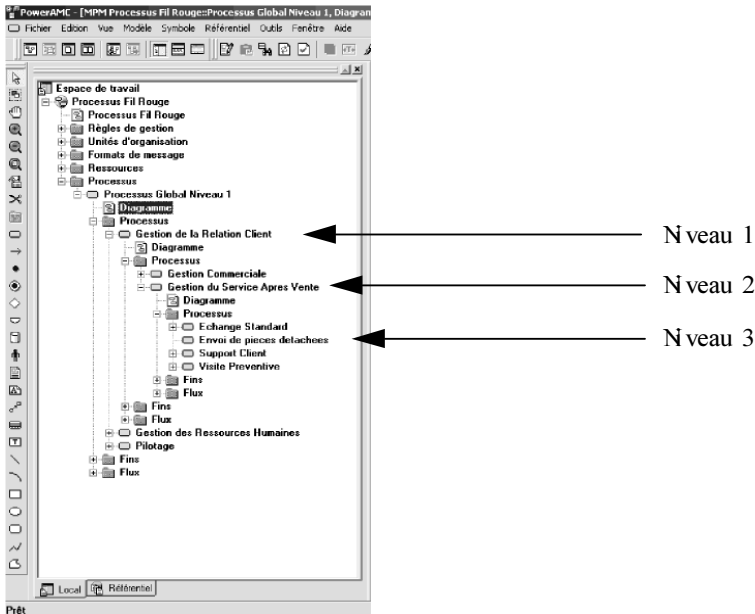 PowerAMC - [MPM Processus Fil Rouge::Processus Global Niveau 1, Diagran
Fichier Edition Vue Modèle Symbole Référentiel Outils Fenêtre Aide
Espace de travail
Processus Fil Rouge
Processus Fil Rouge
Règles de gestion
Unités d'organisation
Formats de message
Ressources
Processus
Processus Global Niveau 1
Diagramme
Processus
Gestion de la Relation Client
Niveau 1
Diagramme
Processus
Gestion Commerciale
Gestion du Service Apres Vente
Niveau 2
Diagramme
Processus
Echange Standard
Envoi de pieces detachees
Niveau 3
Support Client
Visite Preventive
Fins
Flux
Fins
Flux
Gestion des Ressources Humaines
Pilotage
Fins
Flux
Local Référentiel
Prêt